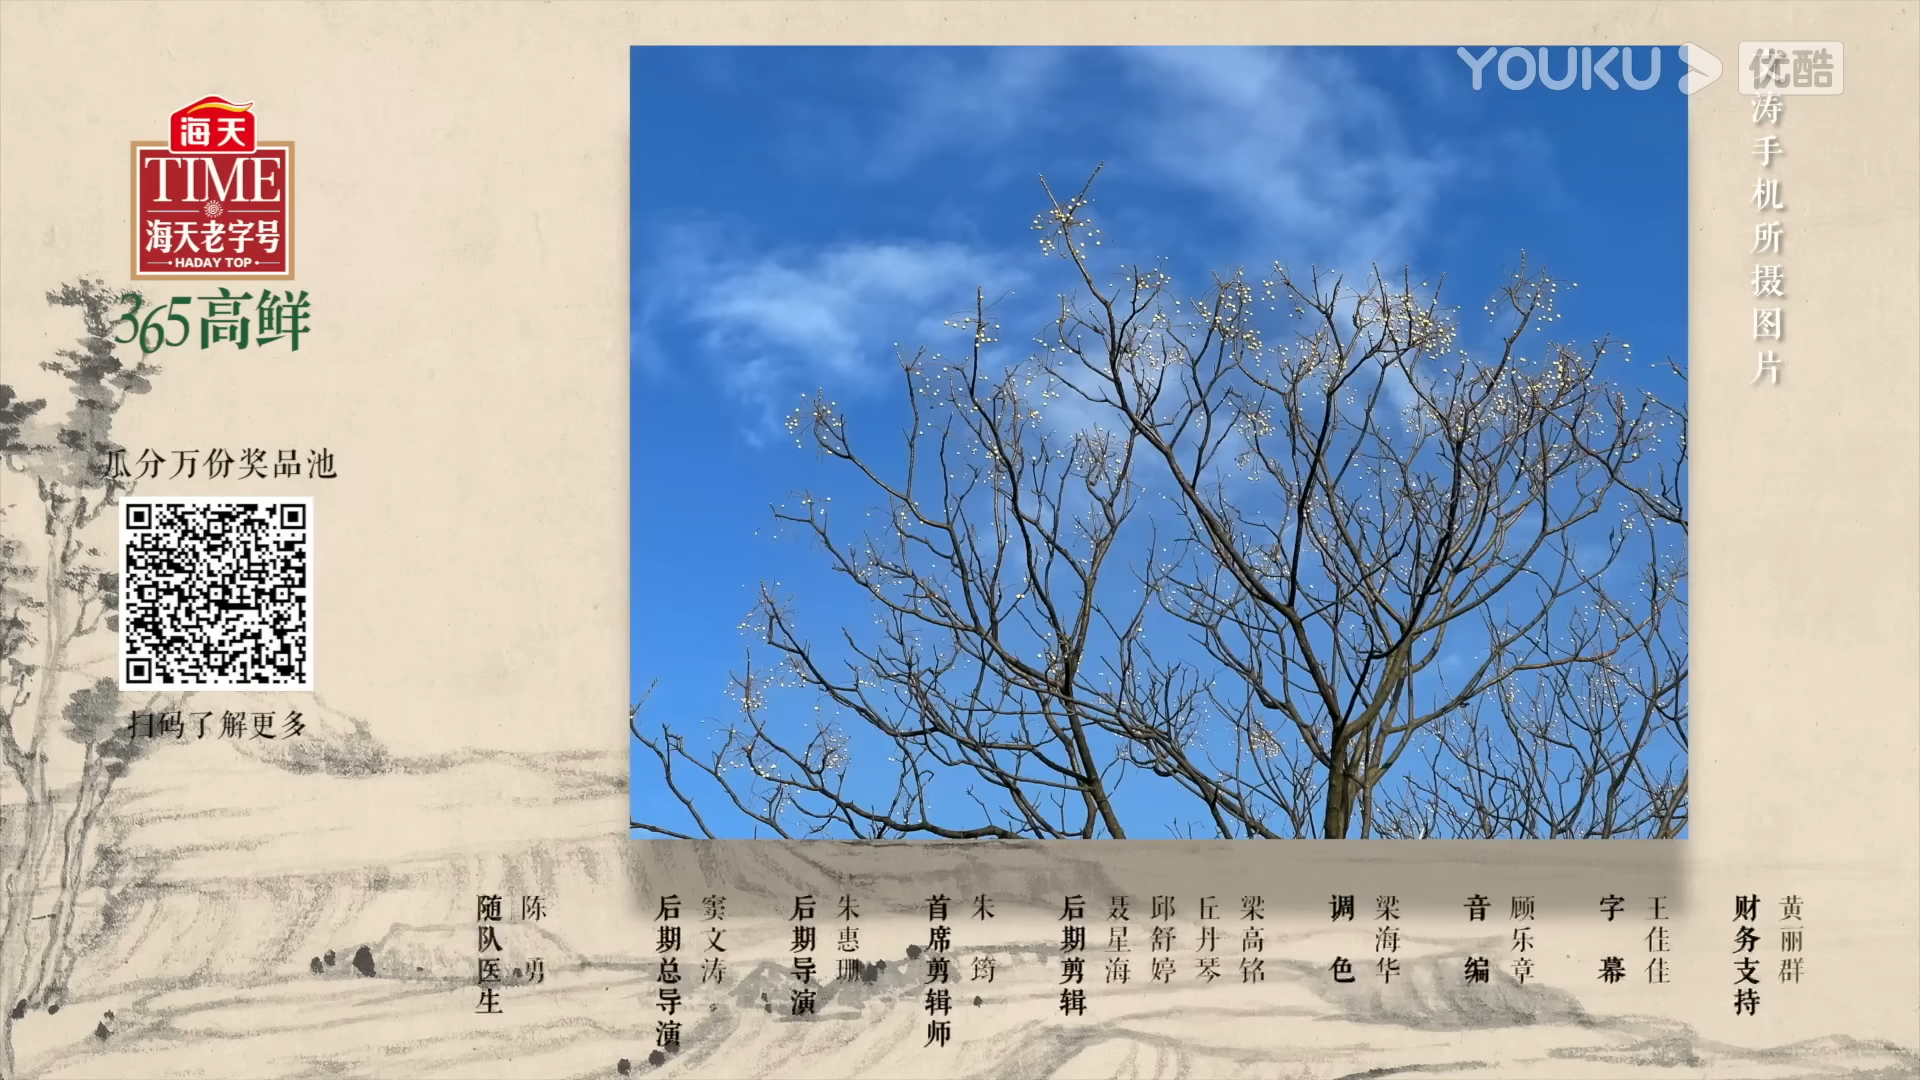 海天
TIME
海天老字号
HADAY TOP
365高鲜
瓜分万份奖品池
扫码了解更多
YOUKU 优酷
涛手机所摄图片
随队医生
陈勇
后期总导演
窦文涛
后期导演
朱惠珊
首席剪辑师
朱筠
后期剪辑
聂星海
邱舒婷
丘丹琴
梁高铭
调色
梁海华
音编
顾乐章
字幕
王佳佳
财务支持
黄丽群